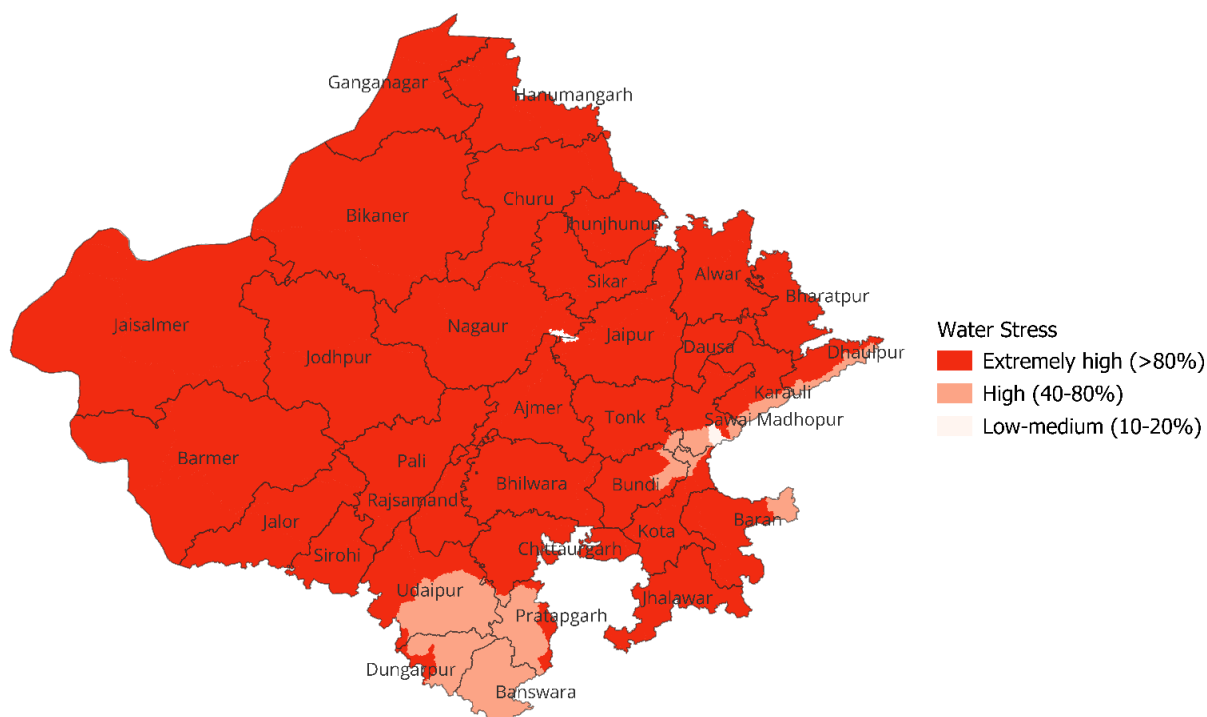 Ganganagar
Hanumangarh
Churu
Bikaner
Jhunjhunun
Sikar
Alwar
Bharatpur
Jaisalmer
Nagaur
Jaipur
Jodhpur
Dausa
Dhaulpur
Karauli
Ajmer
Tonk
Sawai Madhopur
Barmer
Pali
Bhilwara
Bundi
Rajsamand
Jalor
Baran
Kota
Sirohi
Chittaurgarh
Udaipur
Jhalawar
Pratapgarh
Dungarpur
Banswara
Water Stress
Extremely high (>80%)
High (40-80%)
Low-medium (10-20%)